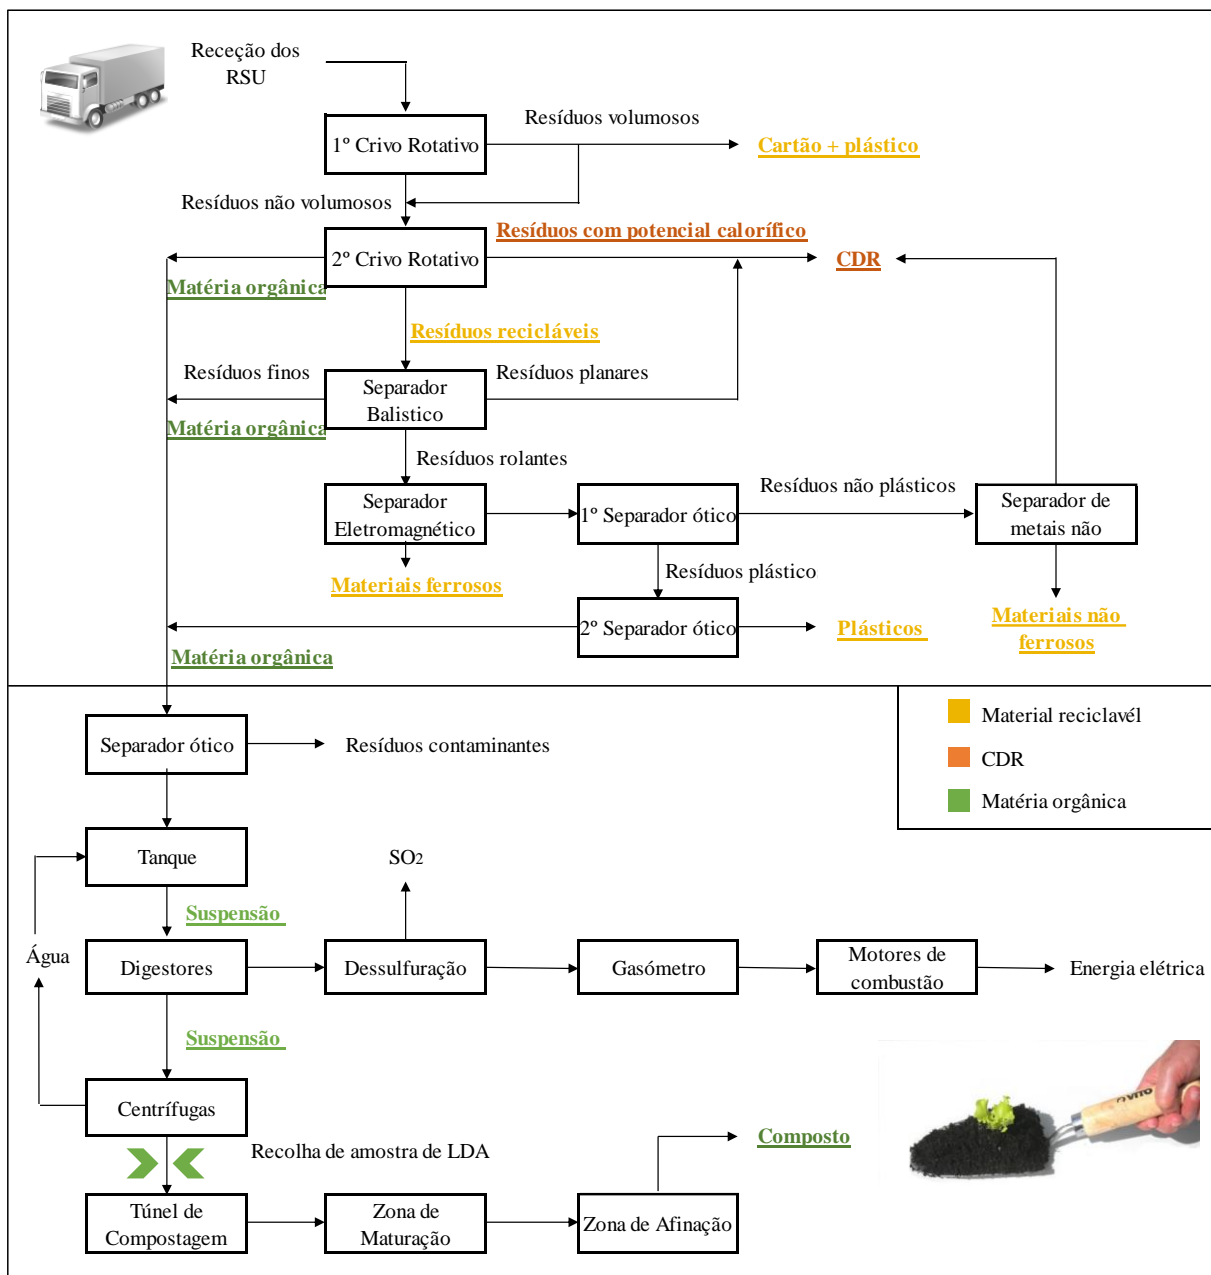 Receção dos
RSU
Resíduos volumosos
1º Crivo Rotativo
Cartão + plástico
Resíduos não volumosos
Resíduos com potencial calorífico
2º Crivo Rotativo
CDR
Matéria orgânica
Resíduos recicláveis
Resíduos finos
Resíduos planares
Separador
Balistico
Matéria orgânica
Resíduos rolantes
Resíduos não plásticos
Separador
Eletromagnético
1º Separador ótico
Separador de
metais não
Resíduos plástico
Materiais ferrosos
2º Separador ótico
Plásticos
Materiais não
ferrosos
Matéria orgânica
Material reciclavél
CDR
Matéria orgânica
Separador ótico
Resíduos contaminantes
Tanque
SO2
Suspensão
Água
Digestores
Dessulfuração
Gasómetro
Motores de
combustão
Energia elétrica
Suspensão
Centrífugas
Recolha de amostra de LDA
Composto
VITO
Túnel de
Compostagem
Zona de
Maturação
Zona de Afinação